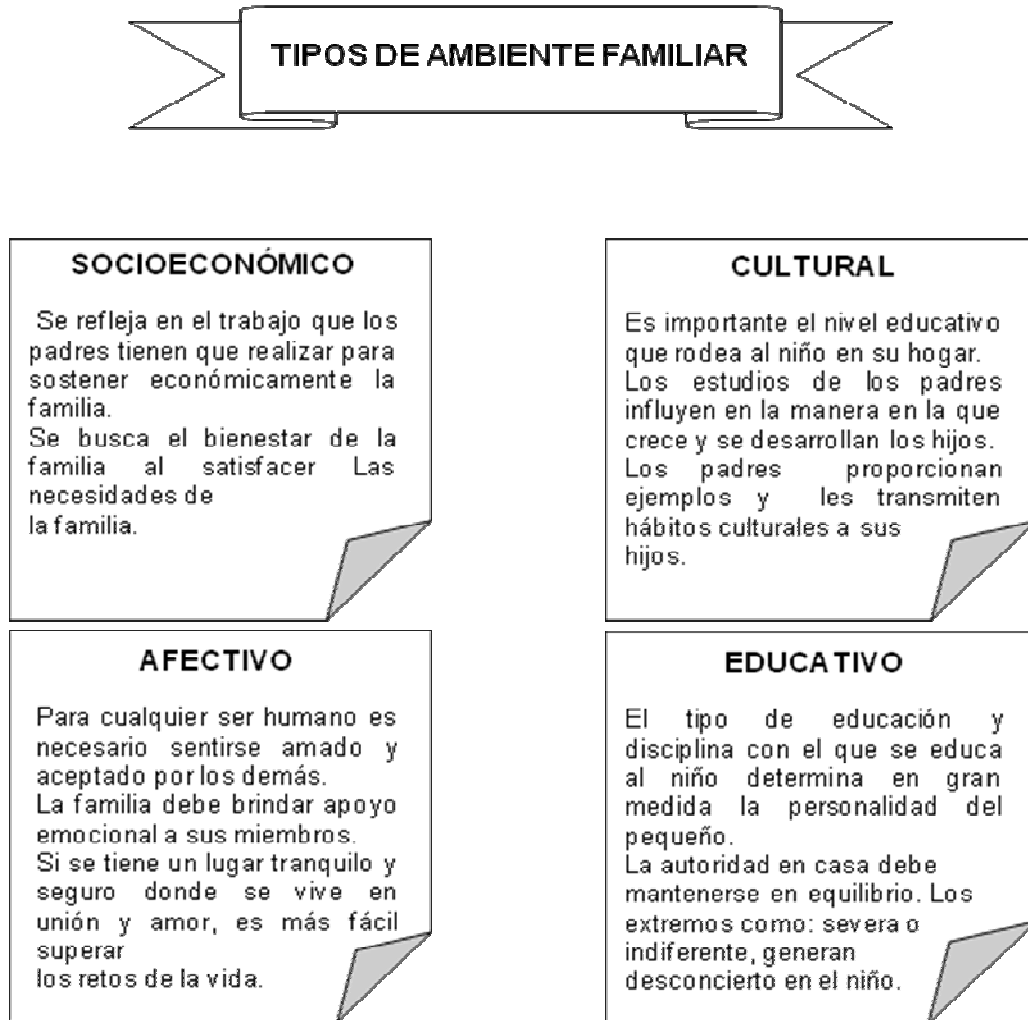 TIPOS DE AMBIENTE FAMILIAR
SOCIOECONÓMICO
Se refleja en el trabajo que los
padres tienen que realizar para
sostener económicamente la
familia.
Se busca el bienestar de la
familia al satisfacer Las
necesidades de
la familia.
CULTURAL
Es importante el nivel educativo
que rodea al niño en su hogar.
Los estudios de los padres
influyen en la manera en la que
crece y se desarrollan los hijos.
Los padres proporcionan
ejemplos y les transmiten
hábitos culturales a sus
hijos.
AFECTIVO
Para cualquier ser humano es
necesario sentirse amado y
aceptado por los demás.
La familia debe brindar apoyo
emocional a sus miembros.
Si se tiene un lugar tranquilo y
seguro donde se vive en
unión y amor, es más fácil
superar
los retos de la vida.
EDUCATIVO
El tipo de educación y
disciplina con el que se educa
al niño determina en gran
medida la personalidad del
pequeño.
La autoridad en casa debe
mantenerse en equilibrio. Los
extremos como: severa o
indiferente, generan
desconcierto en el niño.